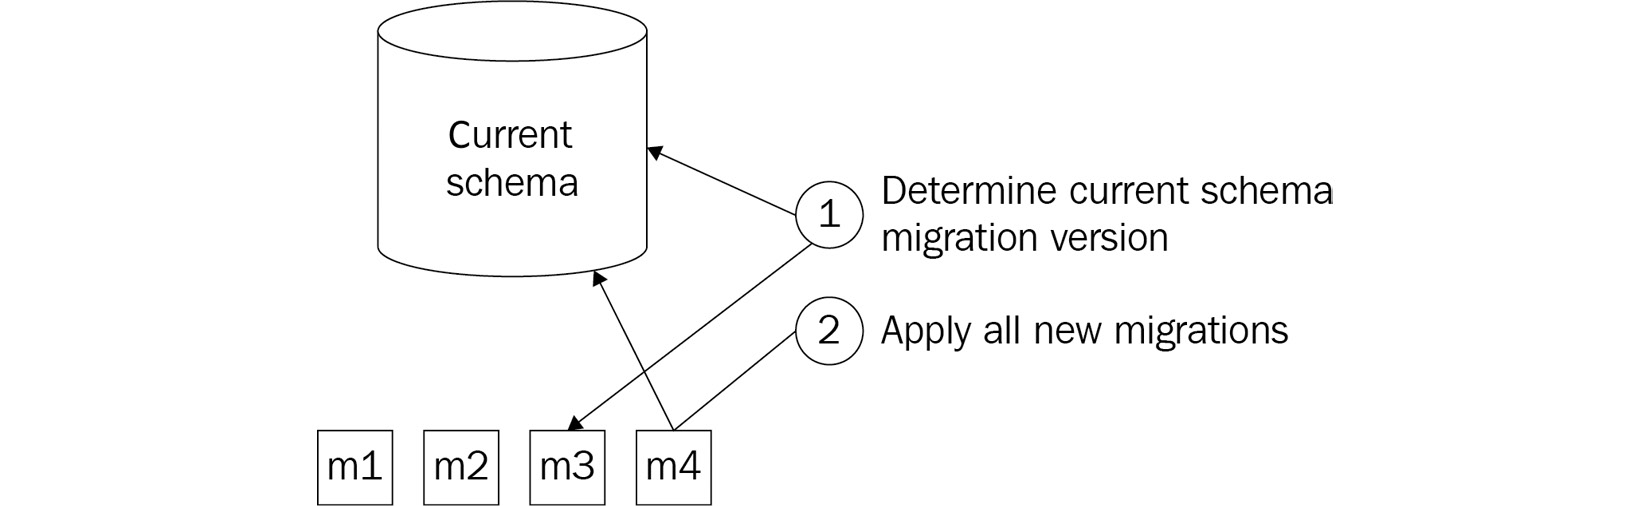 Current
schema
1
Determine current schema
migration version
2
Apply all new migrations
m1
m2
m3
m4